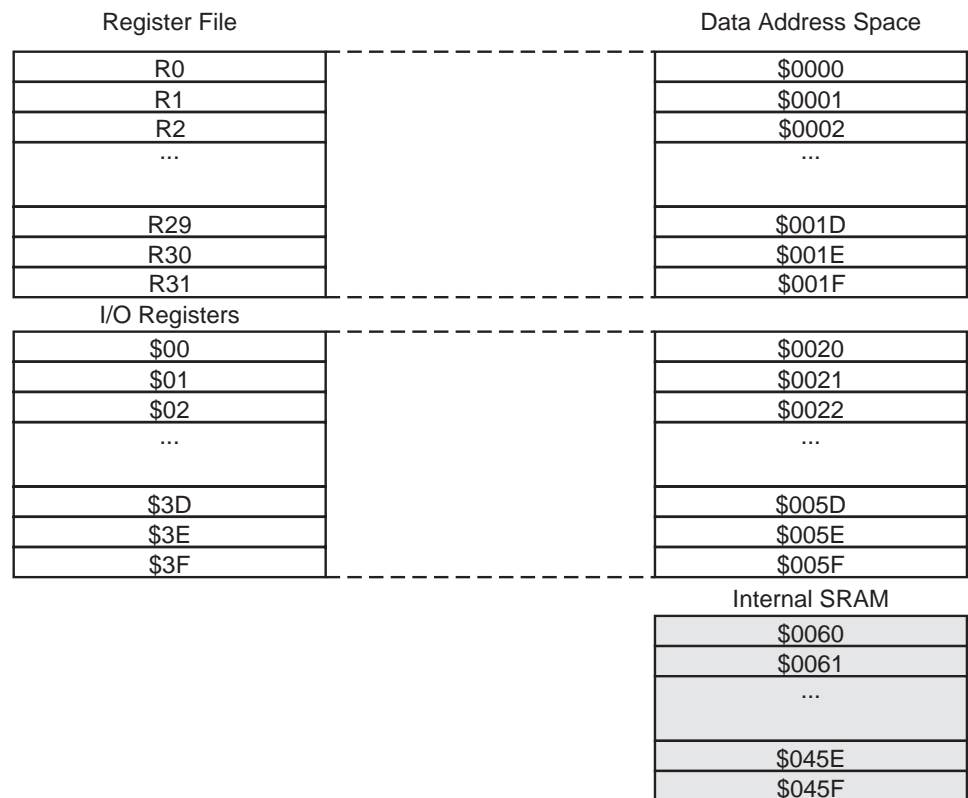 Register File Data Address Space
R0 $0000
R1 $0001
R2 $0002
... ...
R29 $001D
R30 $001E
R31 $001F
I/O Registers
$00 $0020
$01 $0021
$02 $0022
... ...
$3D $005D
$3E $005E
$3F $005F
Internal SRAM
$0060
$0061
...
$045E
$045F